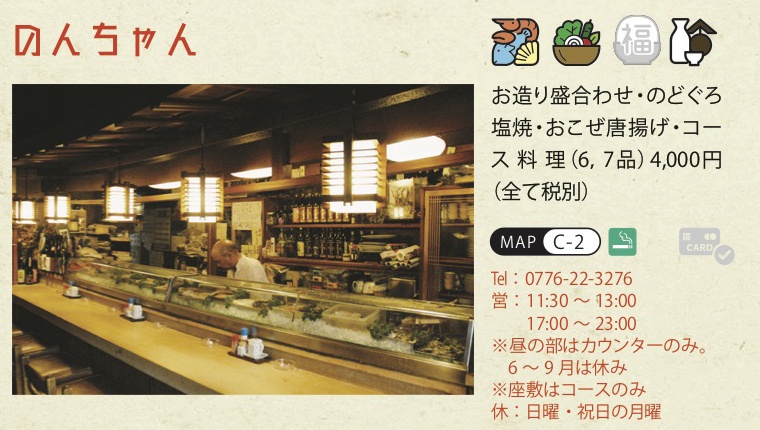 のんちゃん
福
お造り盛合わせ・のどぐろ
塩焼・おこぜ唐揚げ・コー
ス料理（6, 7品）4,000円
（全て税別）
MAP C-2
CARD
Tel：0776-22-3276
営：11:30 〜 13:00
17:00 〜 23:00
※昼の部はカウンターのみ。
6 〜 9 月は休み
※座敷はコースのみ
休：日曜・祝日の月曜